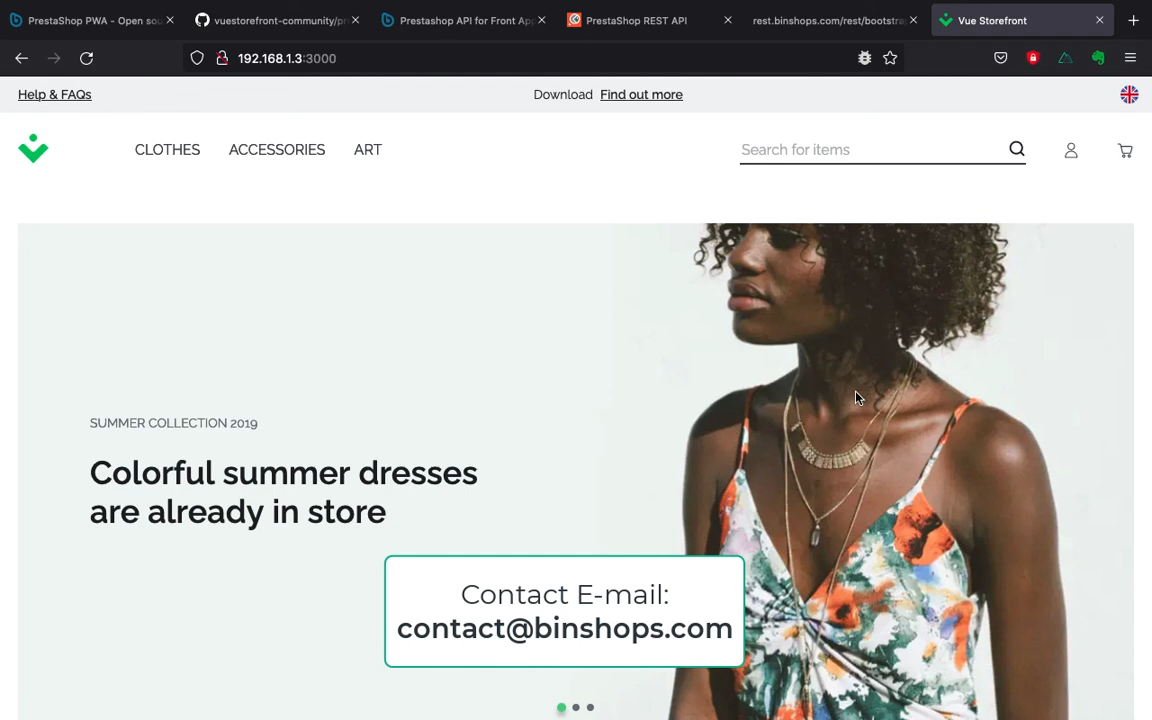 PrestaShop PWA - Open sou
vuestorefront-community/pr
Prestashop API for Front App
PrestaShop REST API
rest.binshops.com/rest/bootstra
Vue Storefront
192.168.1.3:3000
Help & FAQs
Download Find out more
CLOTHES ACCESSORIES ART
Search for items
SUMMER COLLECTION 2019
Colorful summer dresses
are already in store
Contact E-mail:
contact@binshops.com